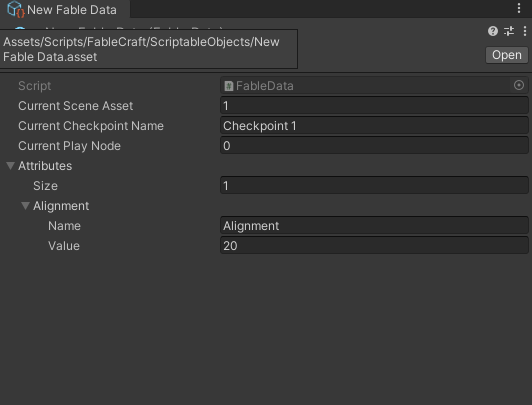 New Fable Data
Assets/Scripts/FableCraft/ScriptableObjects/New
Fable Data.asset
Open
Script
FableData
Current Scene Asset
1
Current Checkpoint Name
Checkpoint 1
Current Play Node
0
Attributes
Size
1
Alignment
Name
Alignment
Value
20